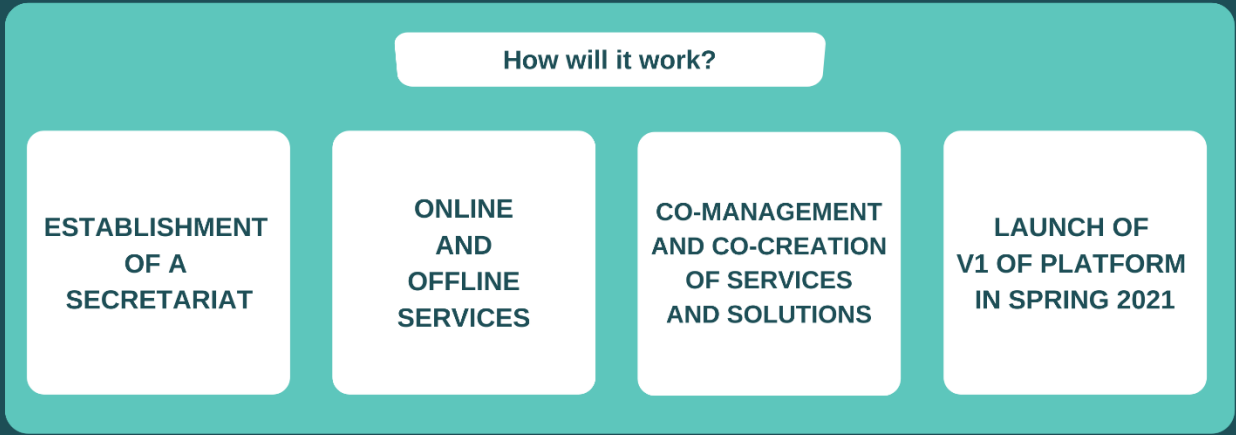 How will it work?
ESTABLISHMENT
OF A
SECRETARIAT
ONLINE
AND
OFFLINE
SERVICES
CO-MANAGEMENT
AND CO-CREATION
OF SERVICES
AND SOLUTIONS
LAUNCH OF
V1 OF PLATFORM
IN SPRING 2021